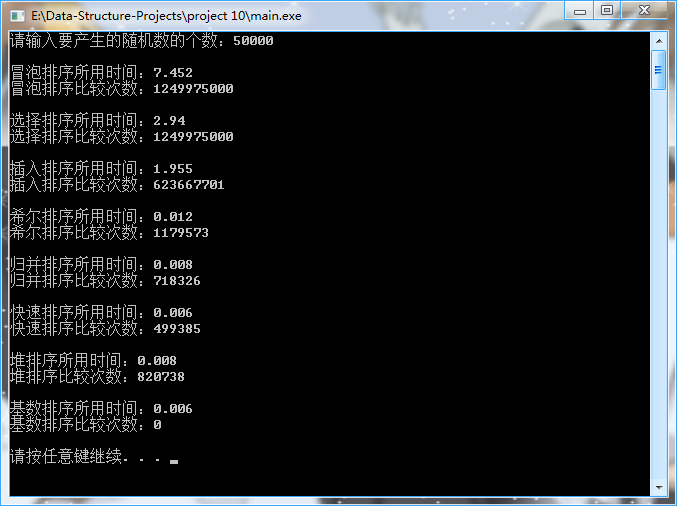 E:\Data-Structure-Projects\project 10\main.exe
请输入要产生的随机数的个数：50000
冒泡排序所用时间：7.452
冒泡排序比较次数：1249975000
选择排序所用时间：2.94
选择排序比较次数：1249975000
插入排序所用时间：1.955
插入排序比较次数：623667701
希尔排序所用时间：0.012
希尔排序比较次数：1179573
归并排序所用时间：0.008
归并排序比较次数：718326
快速排序所用时间：0.006
快速排序比较次数：499385
堆排序所用时间：0.008
堆排序比较次数：820738
基数排序所用时间：0.006
基数排序比较次数：0
请按任意键继续. . .